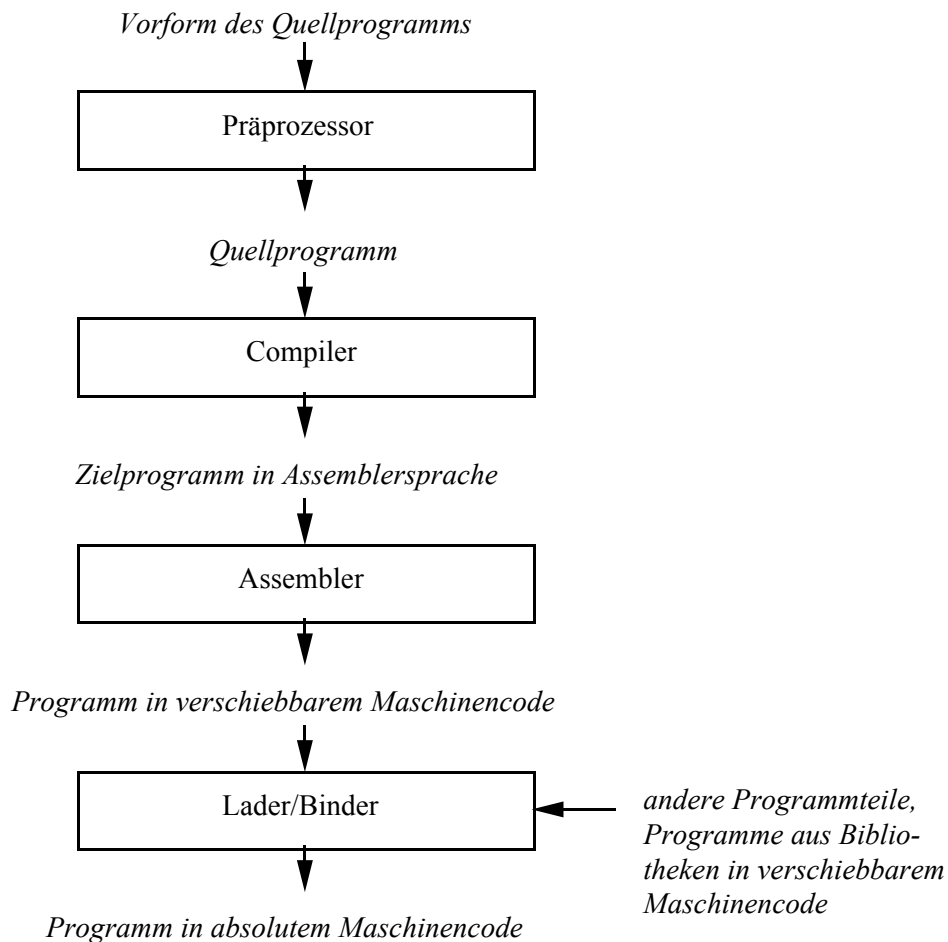 Vorform des Quellprogramms
Präprozessor
Quellprogramm
Compiler
Zielprogramm in Assemblersprache
Assembler
Programm in verschiebbarem Maschinencode
Lader/Binder
andere Programmteile,
Programme aus Biblio-
theken in verschiebbarem
Maschinencode
Programm in absolutem Maschinencode